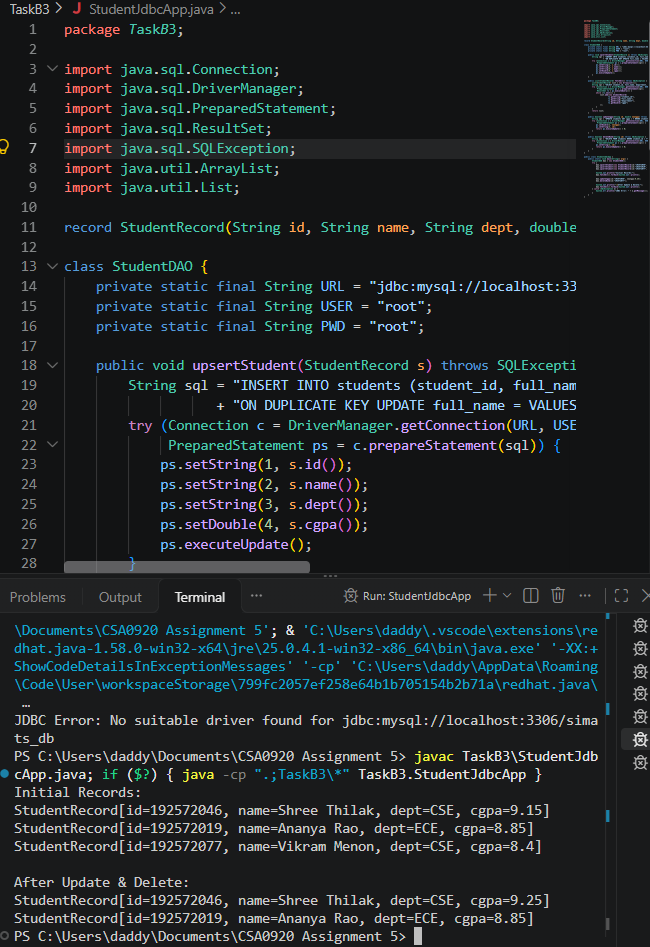 TaskB3 > J StudentJdbcApp.java > ...
1 package TaskB3;
2
3 import java.sql.Connection;
4 import java.sql.DriverManager;
5 import java.sql.PreparedStatement;
6 import java.sql.ResultSet;
7 import java.sql.SQLException;
8 import java.util.ArrayList;
9 import java.util.List;
10
11 record StudentRecord(String id, String name, String dept, double
12
13 class StudentDAO {
14 private static final String URL = "jdbc:mysql://localhost:33
15 private static final String USER = "root";
16 private static final String PWD = "root";
17
18 public void upsertStudent(StudentRecord s) throws SQLExcepti
19 String sql = "INSERT INTO students (student_id, full_nam
20 + "ON DUPLICATE KEY UPDATE full_name = VALUES
21 try (Connection c = DriverManager.getConnection(URL, USE
22 PreparedStatement ps = c.prepareStatement(sql)) {
23 ps.setString(1, s.id());
24 ps.setString(2, s.name());
25 ps.setString(3, s.dept());
26 ps.setDouble(4, s.cgpa());
27 ps.executeUpdate();
28 }
Problems Output Terminal ... Run: StudentJdbcApp
\Documents\CSA0920 Assignment 5'; & 'C:\Users\daddy\.vscode\extensions\re
dhat.java-1.58.0-win32-x64\jre\25.0.4.1-win32-x86_64\bin\java.exe' '-XX:+
ShowCodeDetailsInExceptionMessages' '-cp' 'C:\Users\daddy\AppData\Roaming
\Code\User\workspaceStorage\799fc2057ef258e64b1b705154b2b71a\redhat.java\
…
JDBC Error: No suitable driver found for jdbc:mysql://localhost:3306/sima
ts_db
PS C:\Users\daddy\Documents\CSA0920 Assignment 5> javac TaskB3\StudentJdb
cApp.java; if ($?) { java -cp ".;TaskB3\*" TaskB3.StudentJdbcApp }
Initial Records:
StudentRecord[id=192572046, name=Shree Thilak, dept=CSE, cgpa=9.15]
StudentRecord[id=192572019, name=Ananya Rao, dept=ECE, cgpa=8.85]
StudentRecord[id=192572077, name=Vikram Menon, dept=CSE, cgpa=8.4]

After Update & Delete:
StudentRecord[id=192572046, name=Shree Thilak, dept=CSE, cgpa=9.25]
StudentRecord[id=192572019, name=Ananya Rao, dept=ECE, cgpa=8.85]
PS C:\Users\daddy\Documents\CSA0920 Assignment 5>